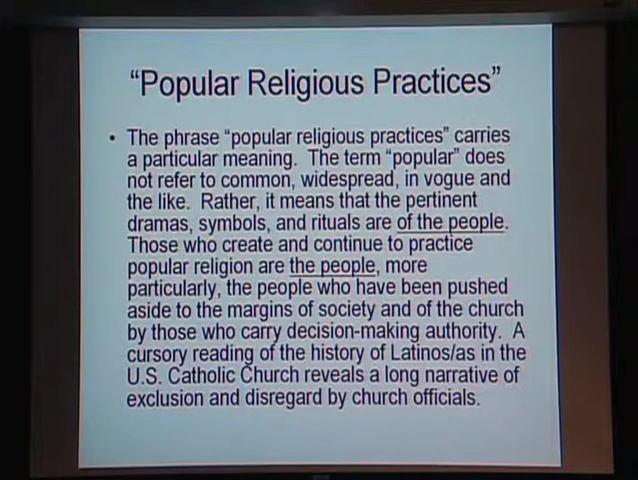 “Popular Religious Practices”
• The phrase “popular religious practices” carries
a particular meaning. The term “popular” does
not refer to common, widespread, in vogue and
the like. Rather, it means that the pertinent
dramas, symbols, and rituals are of the people.
Those who create and continue to practice
popular religion are the people, more
particularly, the people who have been pushed
aside to the margins of society and of the church
by those who carry decision-making authority. A
cursory reading of the history of Latinos/as in the
U.S. Catholic Church reveals a long narrative of
exclusion and disregard by church officials.